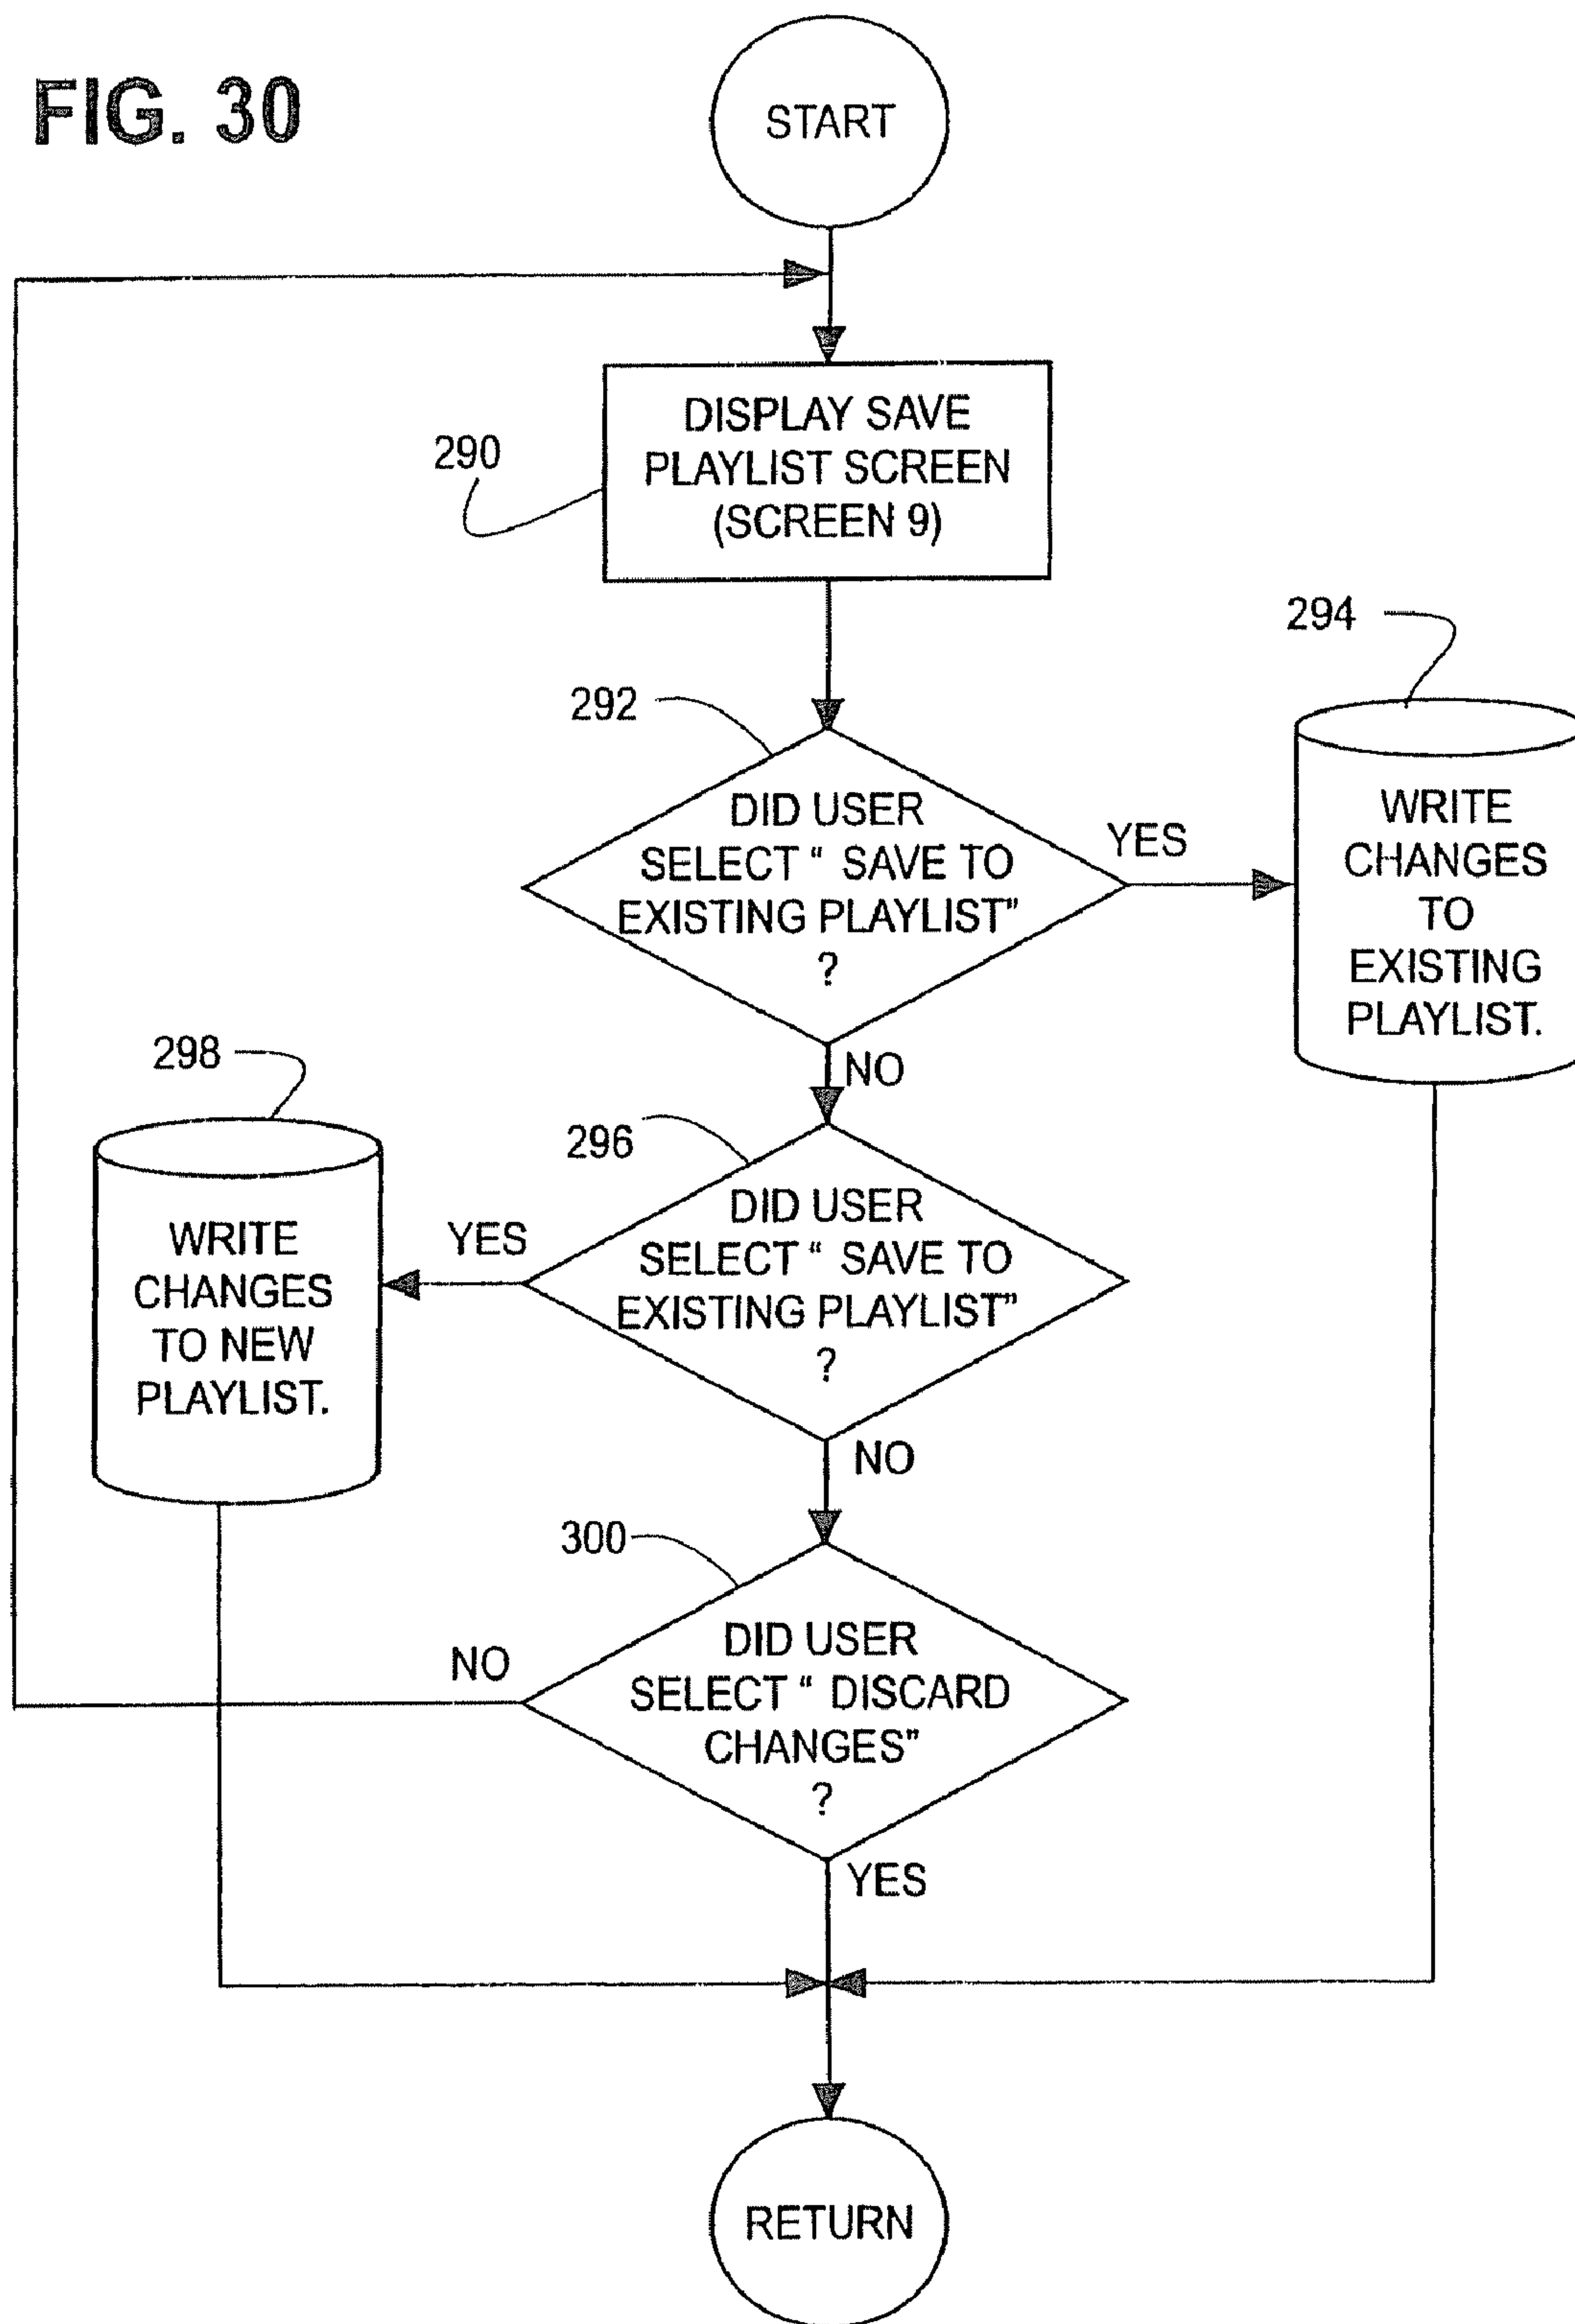 FIG. 30
START
290
DISPLAY SAVE
PLAYLIST SCREEN
(SCREEN 9)
292
DID USER
SELECT “ SAVE TO
EXISTING PLAYLIST”
?
YES
294
WRITE
CHANGES
TO
EXISTING
PLAYLIST.
NO
296
DID USER
SELECT “ SAVE TO
EXISTING PLAYLIST”
?
YES
298
WRITE
CHANGES
TO NEW
PLAYLIST.
NO
300
DID USER
SELECT “ DISCARD
CHANGES”
?
NO
YES
RETURN